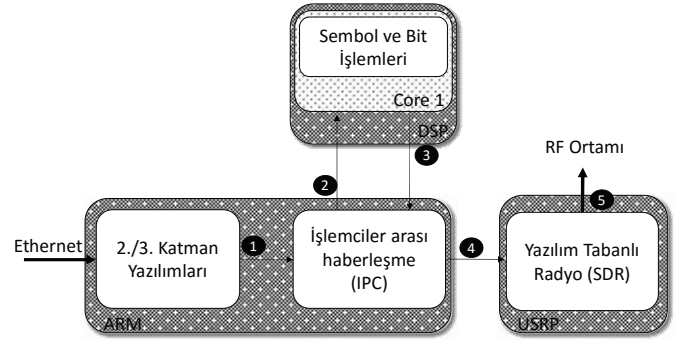 Sembol ve Bit
İşlemleri
Core 1
DSP
3
2
RF Ortamı
5
Ethernet
2./3. Katman
Yazılımları
1
İşlemciler arası
haberleşme
(IPC)
4
Yazılım Tabanlı
Radyo (SDR)
ARM
USRP